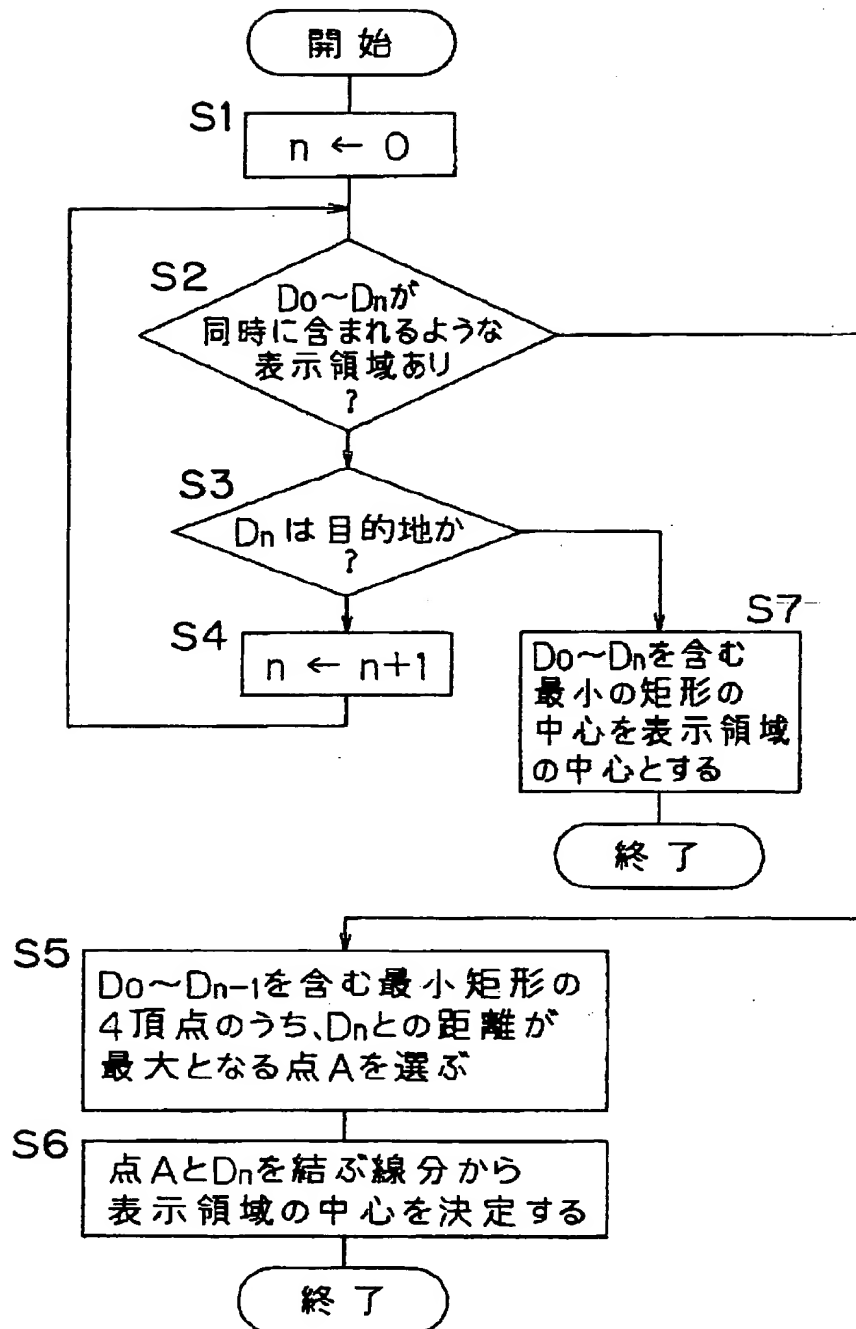 開始
S1
n ← 0
S2
D0～Dnが
同時に含まれるような
表示領域あり
?
S3
Dnは目的地か
?
S4
n ← n+1
S7
D0～Dnを含む
最小の矩形の
中心を表示領域
の中心とする
終了
S5
D0～Dn-1を含む最小矩形の
4頂点のうち、Dnとの距離が
最大となる点Aを選ぶ
S6
点AとDnを結ぶ線分から
表示領域の中心を決定する
終了